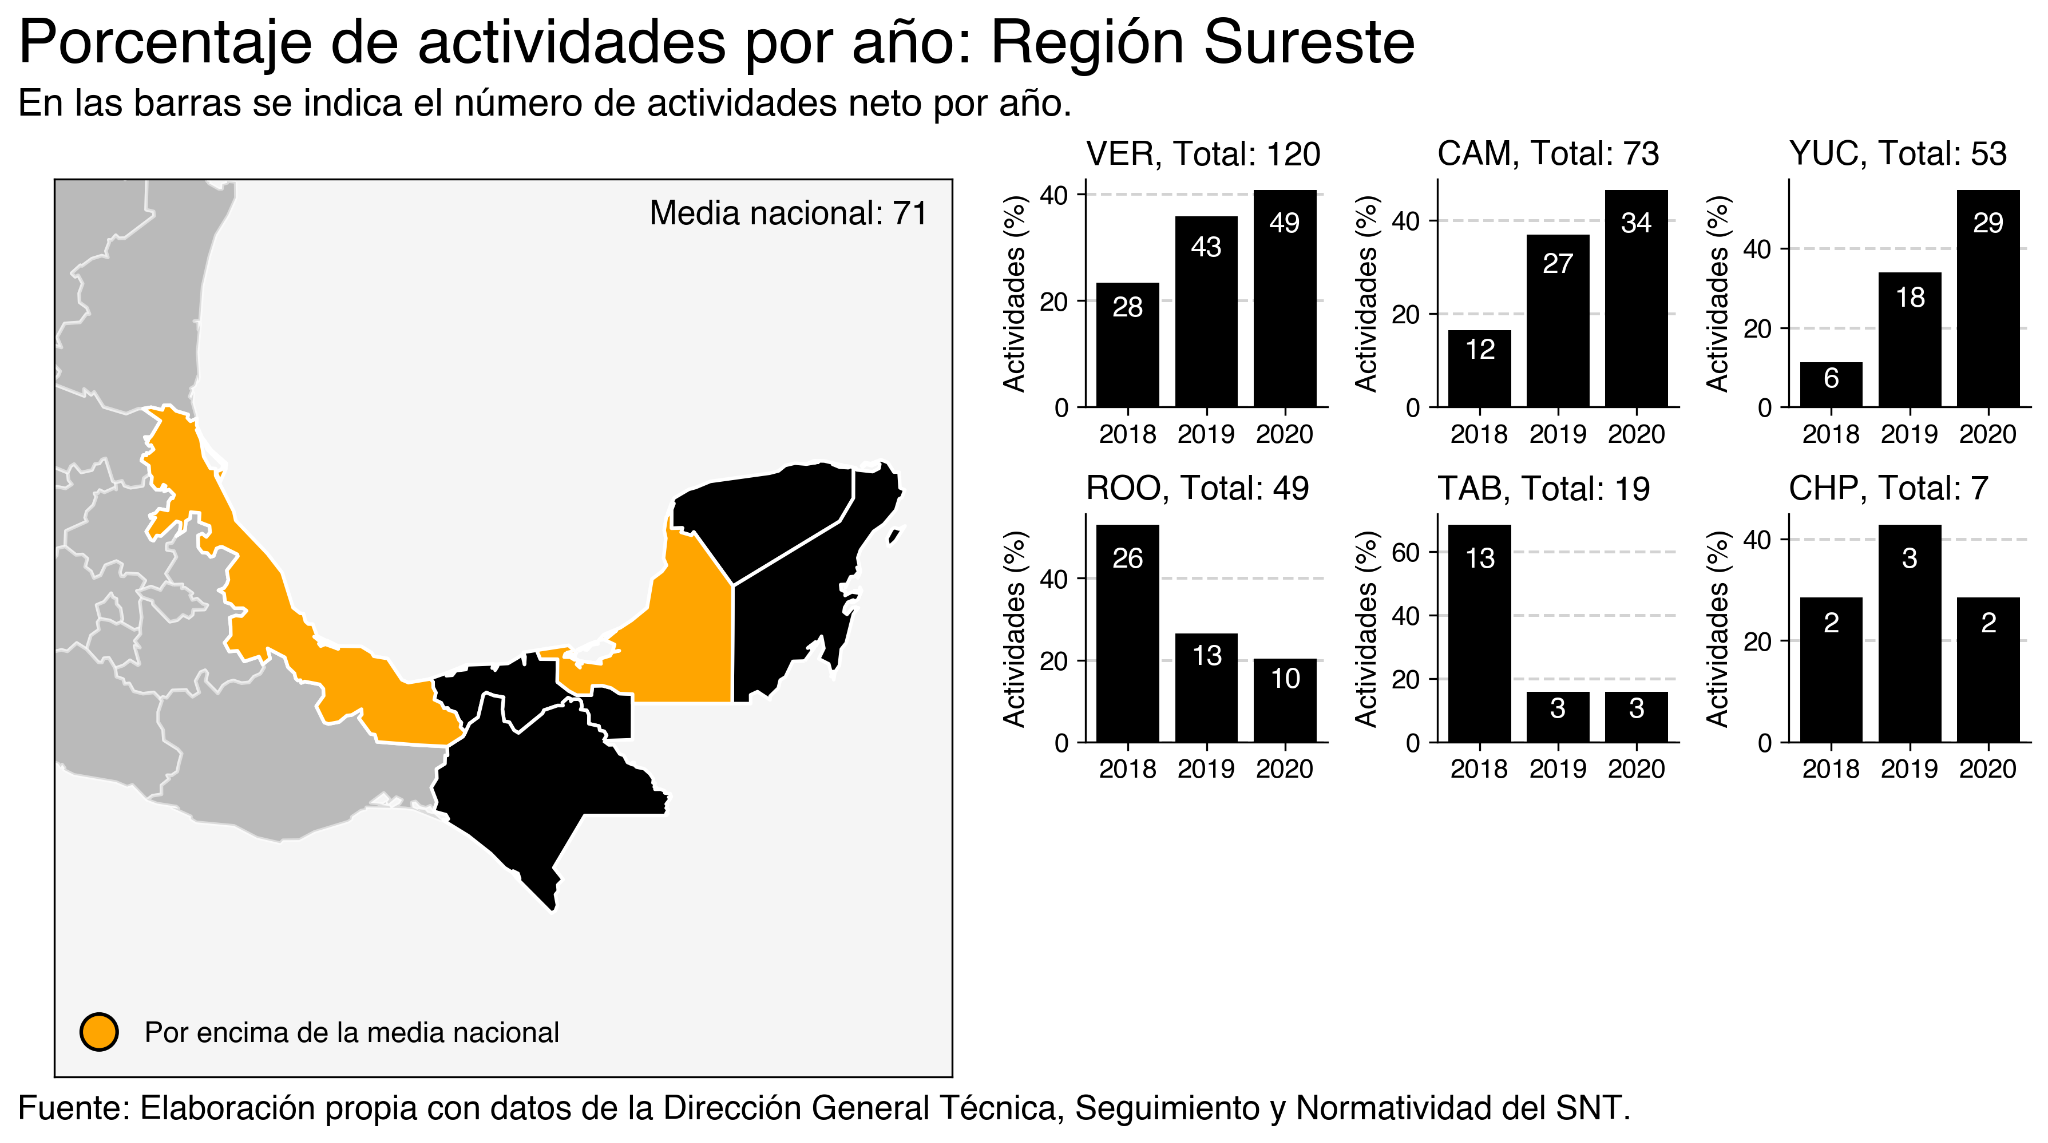 Porcentaje de actividades por año: Región Sureste
En las barras se indica el número de actividades neto por año.
Media nacional: 71
Por encima de la media nacional
VER, Total: 120
Actividades (%)
40
20
0
28
43
49
2018 2019 2020
CAM, Total: 73
Actividades (%)
40
20
0
12
27
34
2018 2019 2020
YUC, Total: 53
Actividades (%)
40
20
0
6
18
29
2018 2019 2020
ROO, Total: 49
Actividades (%)
40
20
0
26
13
10
2018 2019 2020
TAB, Total: 19
Actividades (%)
60
40
20
0
13
3
3
2018 2019 2020
CHP, Total: 7
Actividades (%)
40
20
0
2
3
2
2018 2019 2020
Fuente: Elaboración propia con datos de la Dirección General Técnica, Seguimiento y Normatividad del SNT.